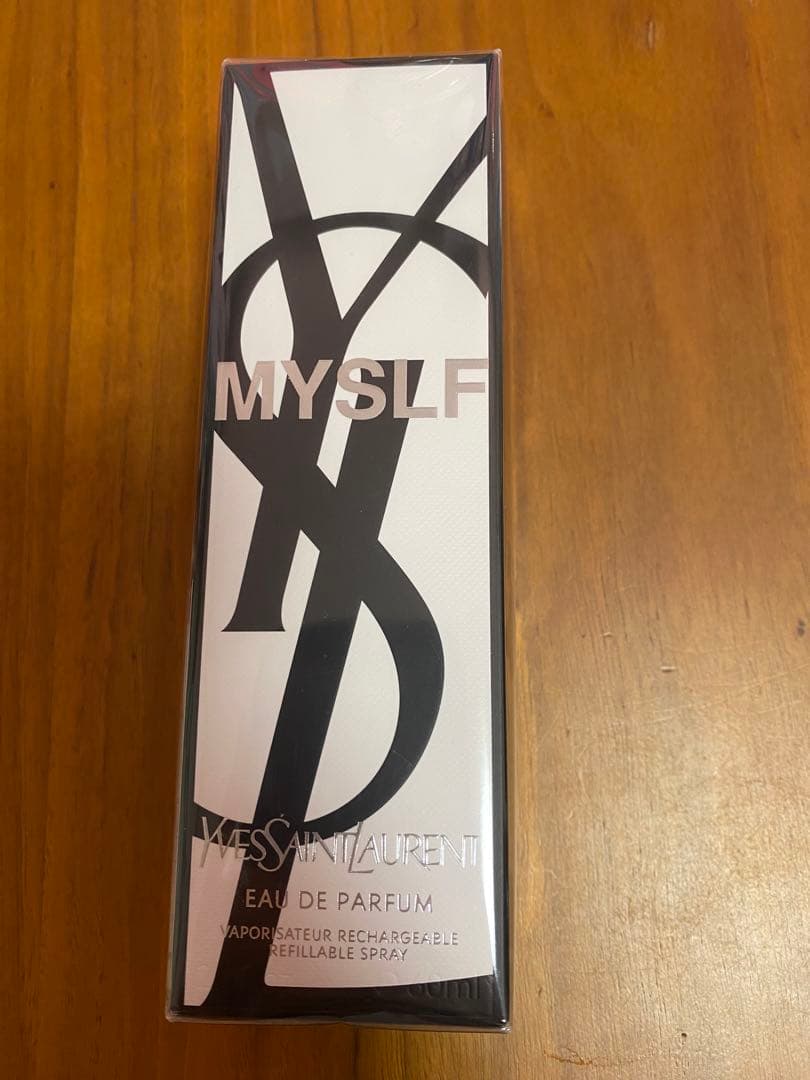 MYSLF
YVESSAINTLAURENT
EAU DE PARFUM
VAPORISATEUR RECHARGEABLE
REFILLABLE SPRAY